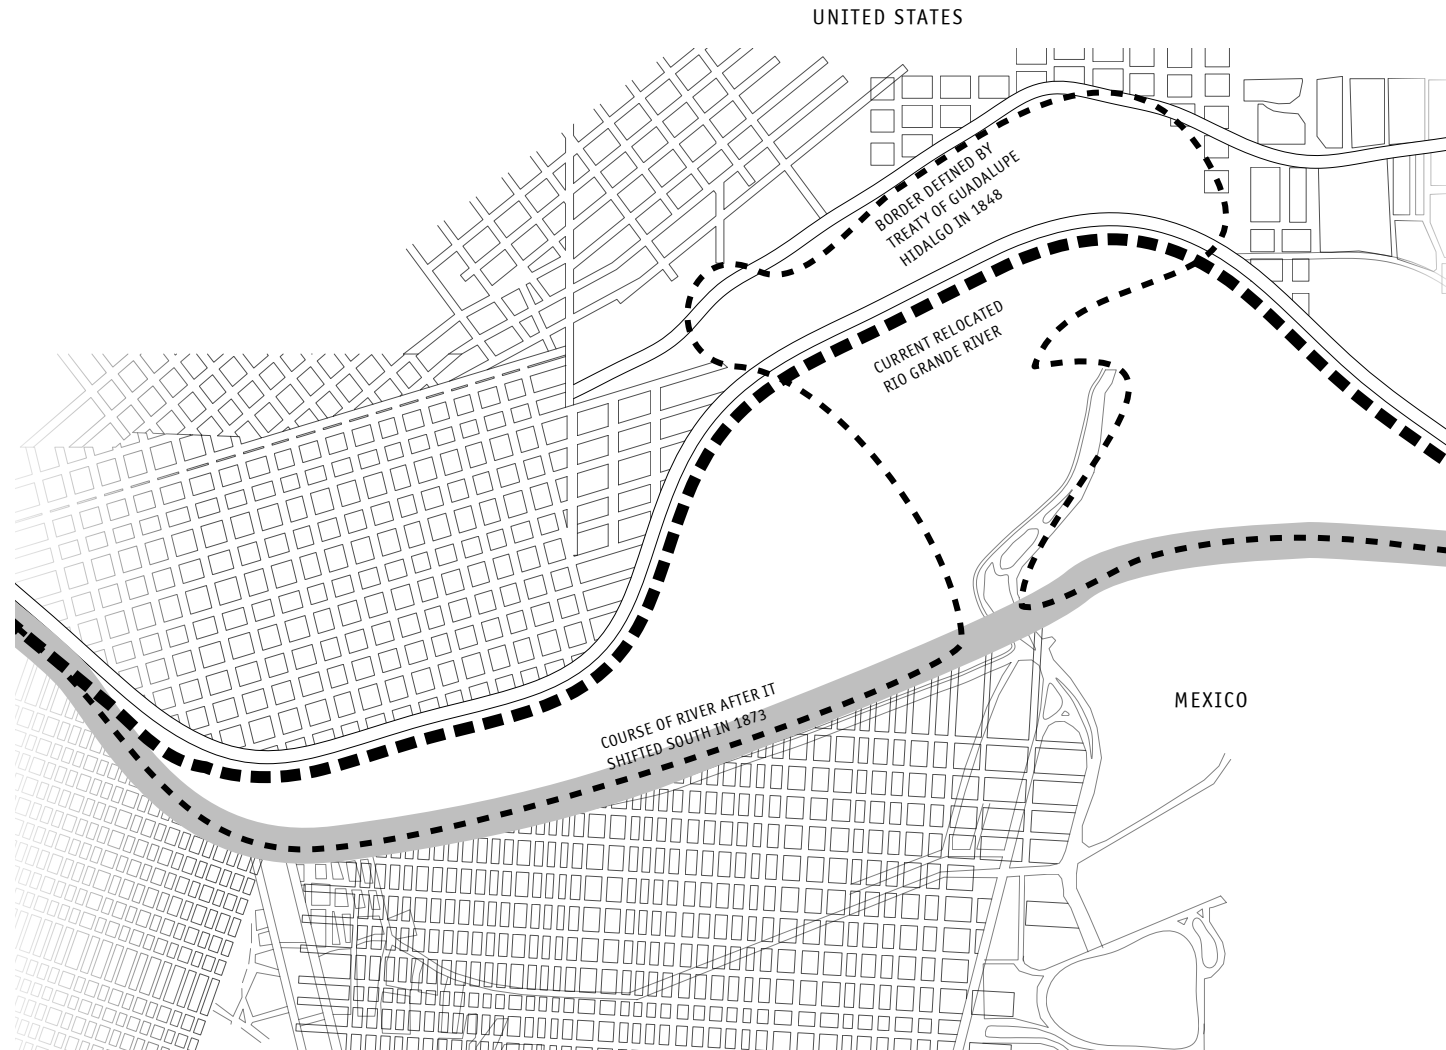 UNITED STATES
BORDER DEFINED BY
TREATY OF GUADALUPE
HIDALGO IN 1848
CURRENT RELOCATED
RIO GRANDE RIVER
COURSE OF RIVER AFTER IT
SHIFTED SOUTH IN 1873
MEXICO